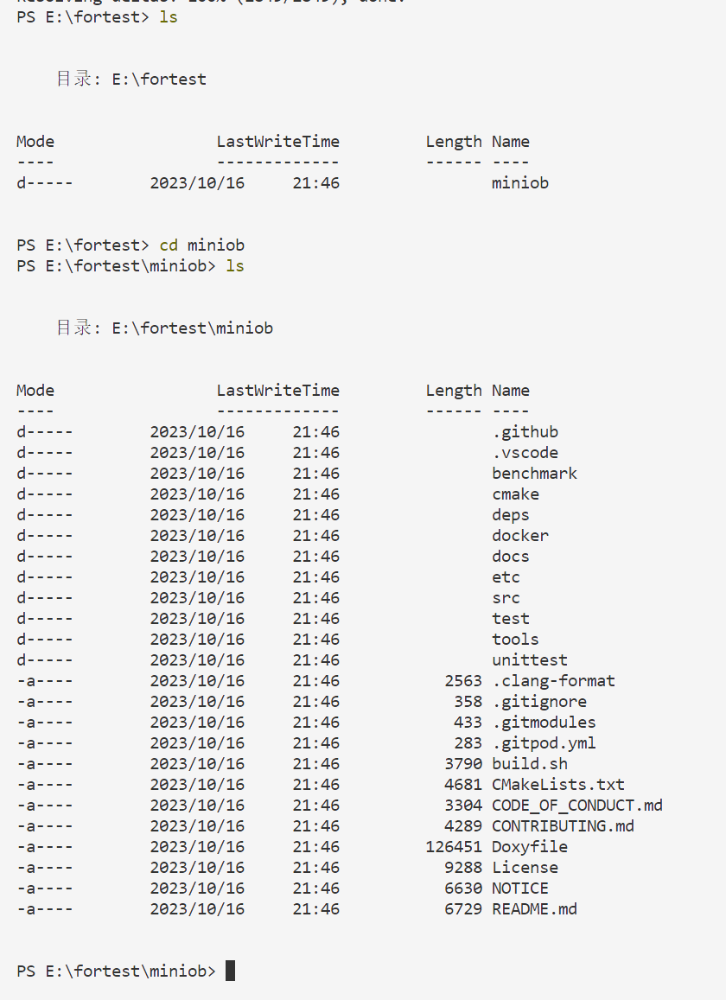 Resolving deltas: 100% (2849/2849), done.
PS E:\fortest> ls
目录: E:\fortest
Mode                 LastWriteTime         Length Name
----                 -------------         ------ ----
d-----        2023/10/16     21:46                miniob
PS E:\fortest> cd miniob
PS E:\fortest\miniob> ls
目录: E:\fortest\miniob
Mode                 LastWriteTime         Length Name
----                 -------------         ------ ----
d-----        2023/10/16     21:46                .github
d-----        2023/10/16     21:46                .vscode
d-----        2023/10/16     21:46                benchmark
d-----        2023/10/16     21:46                cmake
d-----        2023/10/16     21:46                deps
d-----        2023/10/16     21:46                docker
d-----        2023/10/16     21:46                docs
d-----        2023/10/16     21:46                etc
d-----        2023/10/16     21:46                src
d-----        2023/10/16     21:46                test
d-----        2023/10/16     21:46                tools
d-----        2023/10/16     21:46                unittest
-a----        2023/10/16     21:46           2563 .clang-format
-a----        2023/10/16     21:46            358 .gitignore
-a----        2023/10/16     21:46            433 .gitmodules
-a----        2023/10/16     21:46            283 .gitpod.yml
-a----        2023/10/16     21:46           3790 build.sh
-a----        2023/10/16     21:46           4681 CMakeLists.txt
-a----        2023/10/16     21:46           3304 CODE_OF_CONDUCT.md
-a----        2023/10/16     21:46           4289 CONTRIBUTING.md
-a----        2023/10/16     21:46         126451 Doxyfile
-a----        2023/10/16     21:46           9288 License
-a----        2023/10/16     21:46           6630 NOTICE
-a----        2023/10/16     21:46           6729 README.md
PS E:\fortest\miniob>